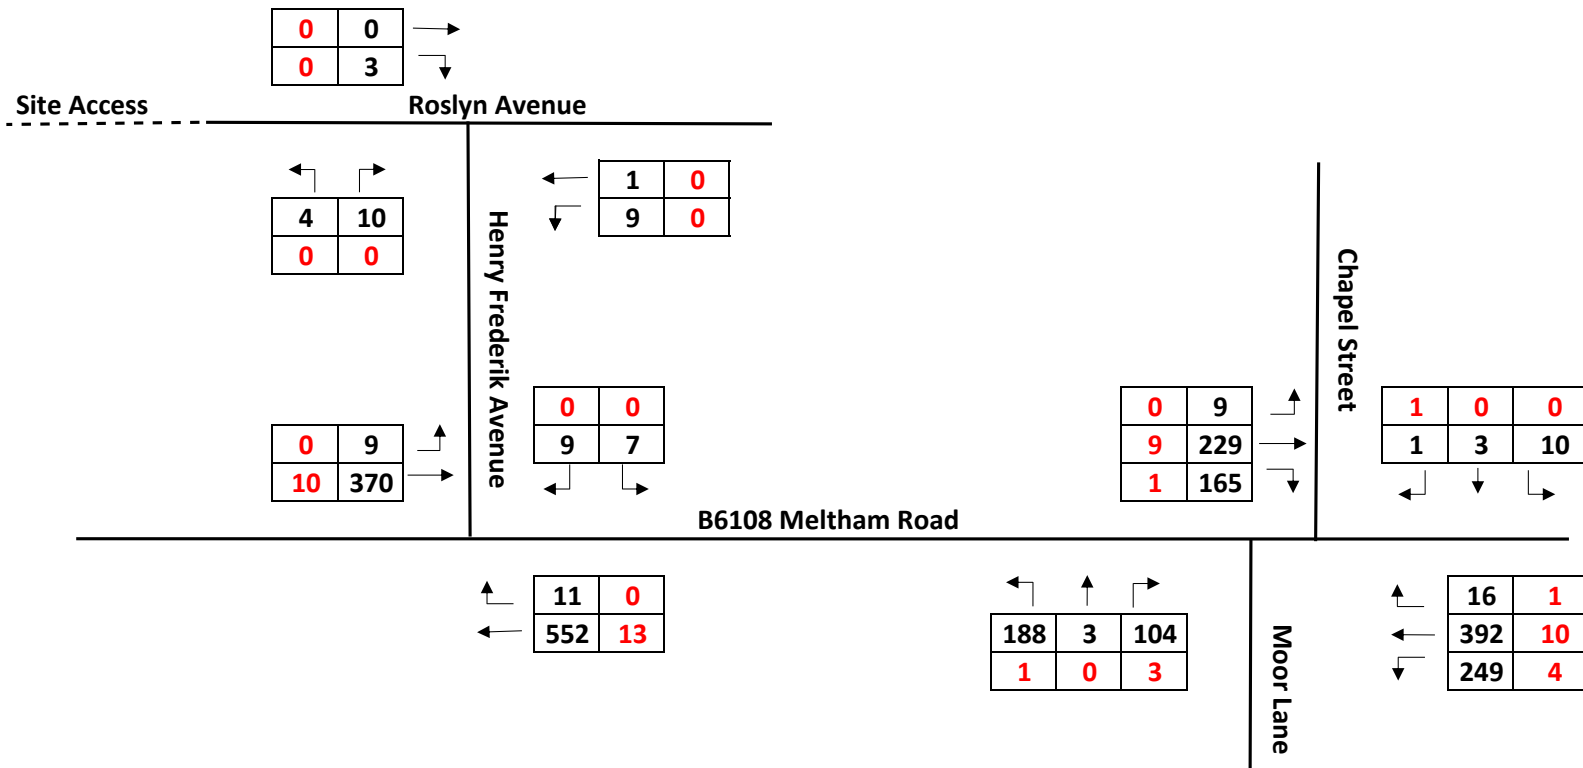 0 0
0 3
Site Access Roslyn Avenue
1 0
9 0
4 10
0 0
Henry Frederik Avenue
Chapel Street
0 0
9 7
0 9
10 370
0 9
9 229
1 165
1 0 0
1 3 10
B6108 Meltham Road
11 0
552 13
188 3 104
1 0 3
Moor Lane
16 1
392 10
249 4